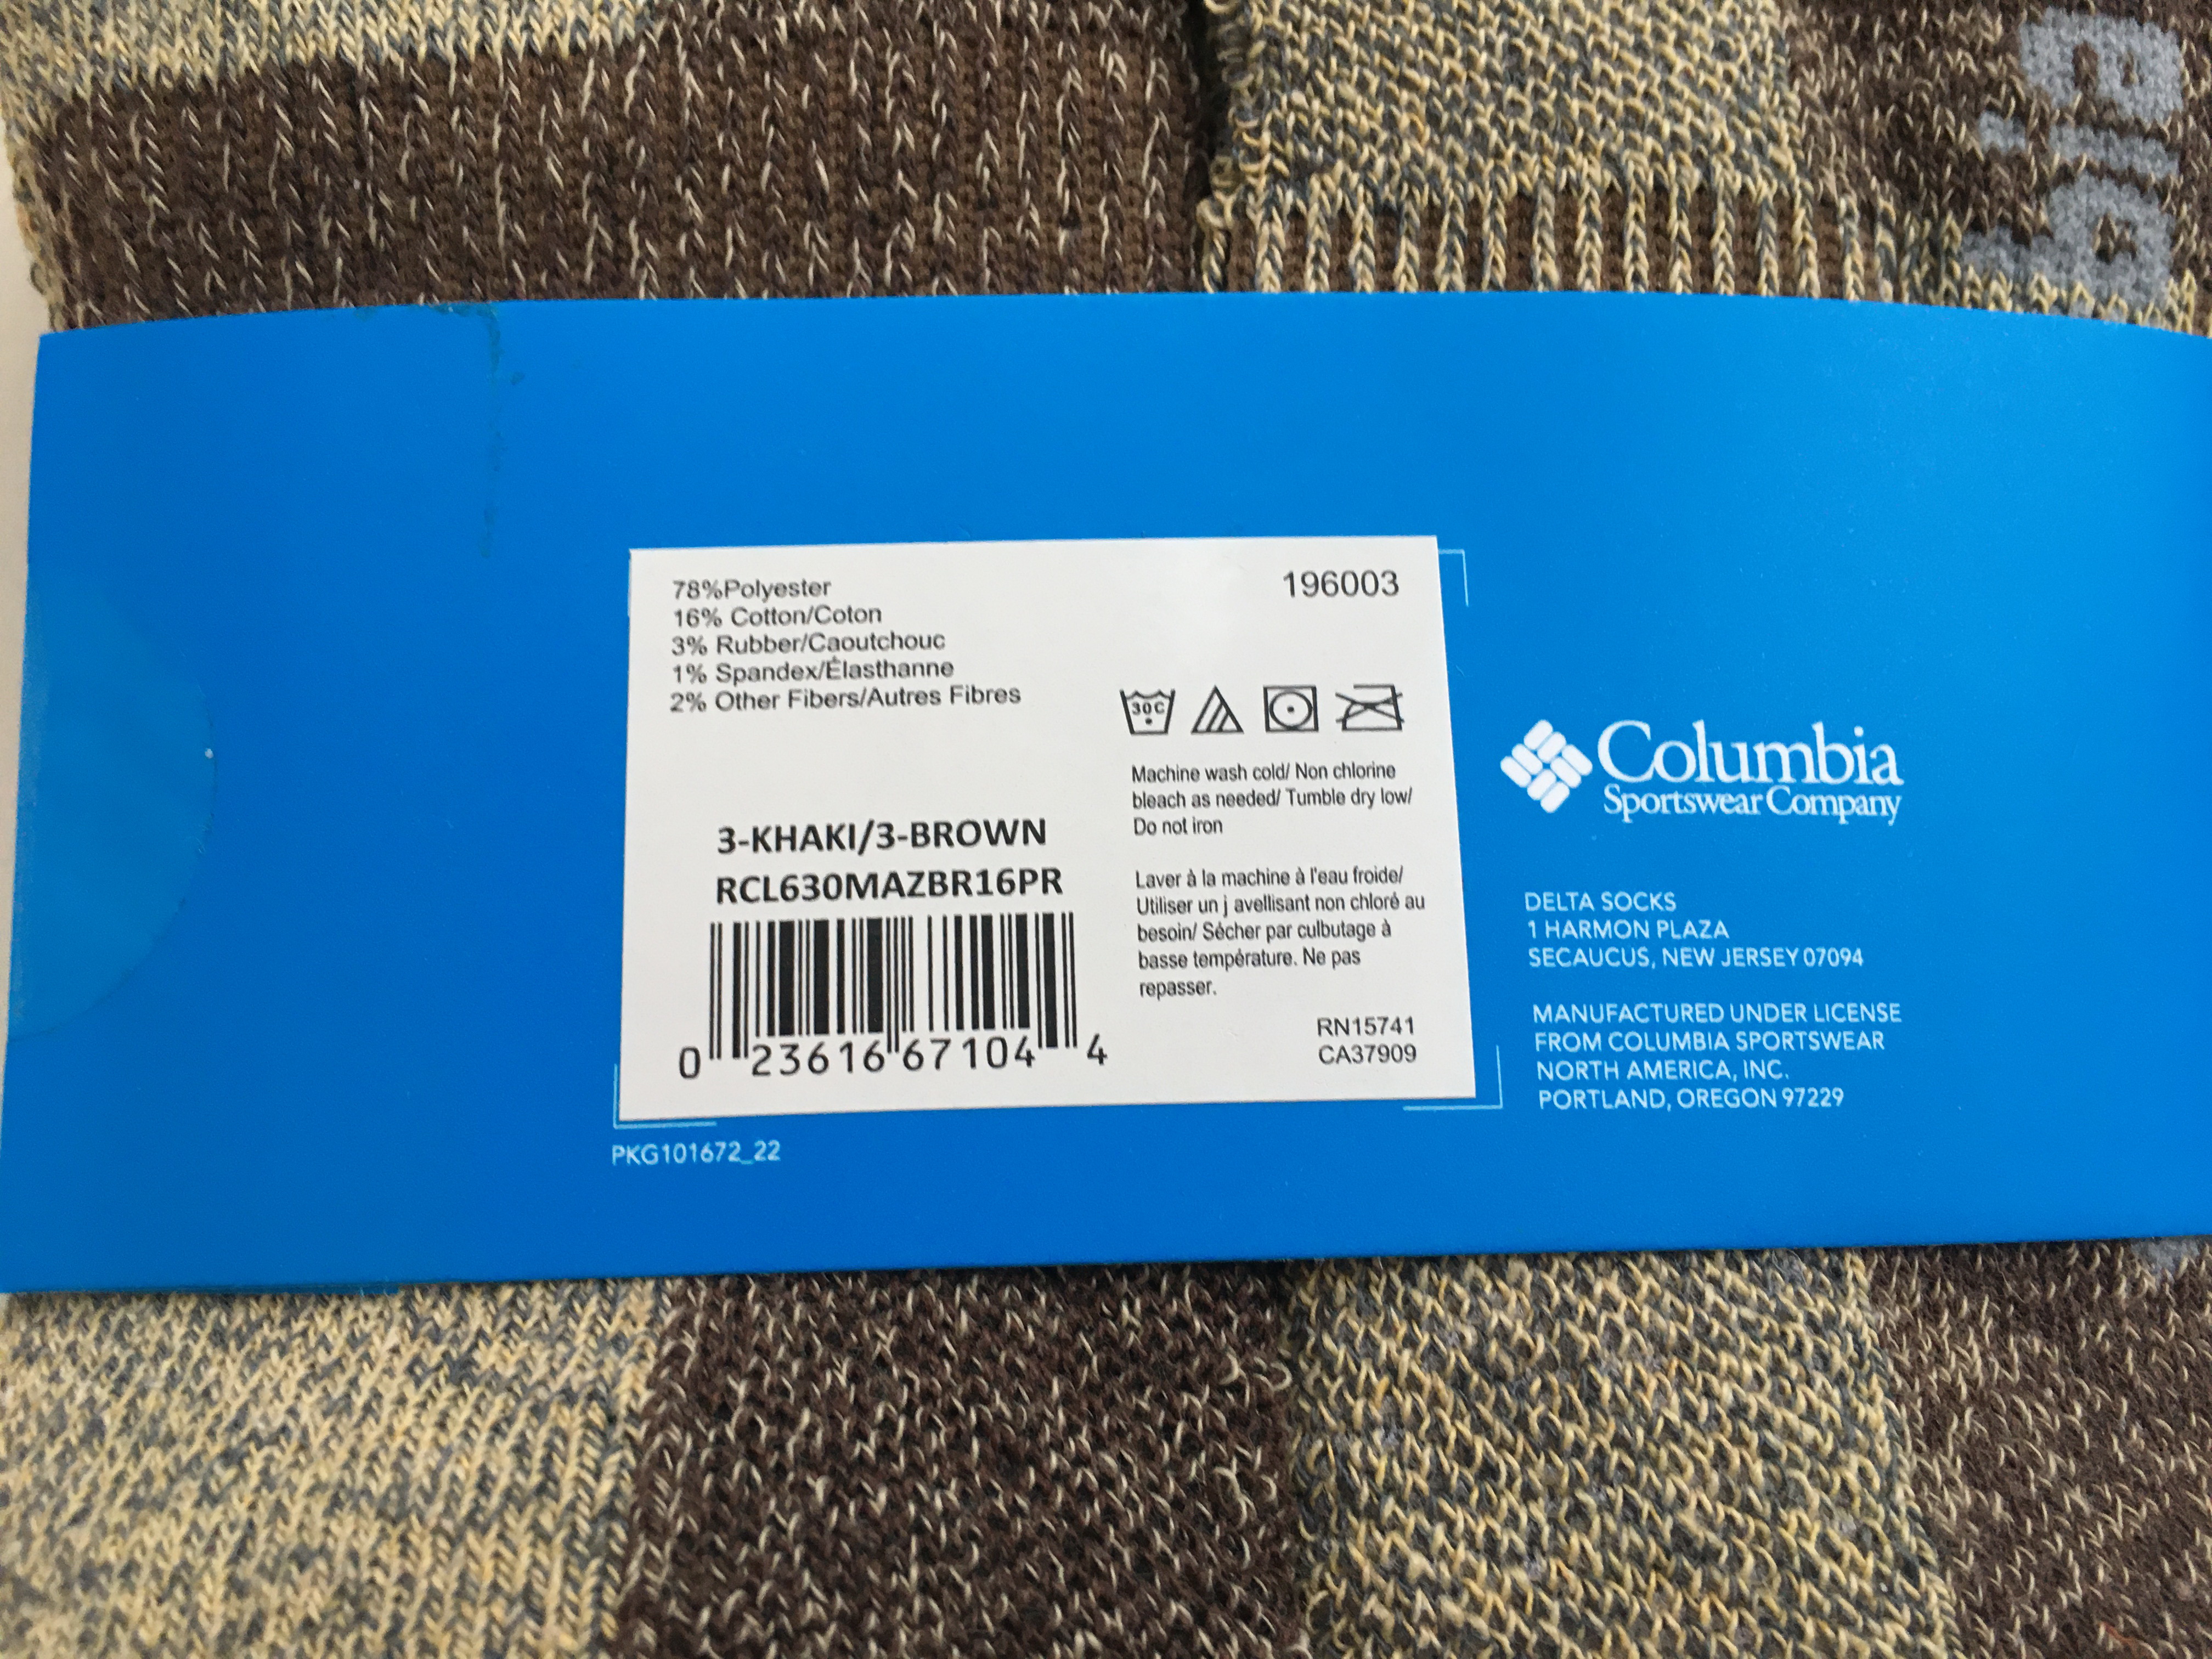 78%Polyester
16% Cotton/Coton
3% Rubber/Caoutchouc
1% Spandex/Élasthanne
2% Other Fibers/Autres Fibres
196003
30C
Machine wash cold/ Non chlorine
bleach as needed/ Tumble dry low/
Do not iron
Laver à la machine à l'eau froide/
Utiliser un j avellisant non chloré au
besoin/ Sécher par culbutage à
basse température. Ne pas
repasser.
RN15741
CA37909
3-KHAKI/3-BROWN
RCL630MAZBR16PR
0 23616 67104 4
PKG101672_22
Columbia
Sportswear Company
DELTA SOCKS
1 HARMON PLAZA
SECAUCUS, NEW JERSEY 07094
MANUFACTURED UNDER LICENSE
FROM COLUMBIA SPORTSWEAR
NORTH AMERICA, INC.
PORTLAND, OREGON 97229